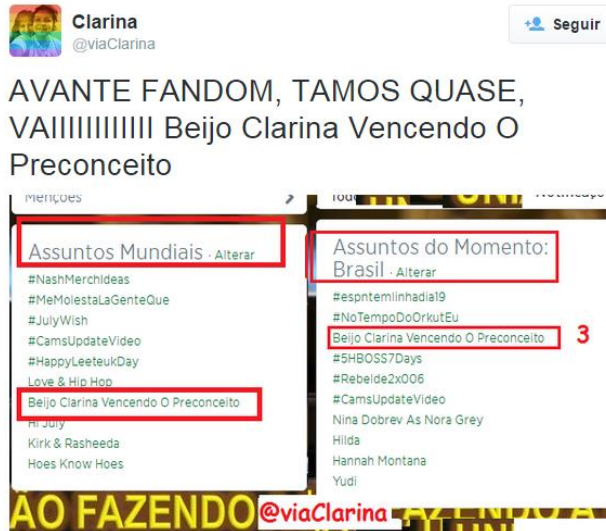 Clarina
@viaClarina
Seguir
AVANTE FANDOM, TAMOS QUASE,
VAIIIIIIIIIIII Beijo Clarina Vencendo O
Preconceito
Menções
Assuntos Mundiais · Alterar
#NashMerchIdeas
#MeMolestaLaGenteQue
#JulyWish
#CamsUpdateVideo
#HappyLeeteukDay
Love & Hip Hop
Beijo Clarina Vencendo O Preconceito
Hi July
Kirk & Rasheeda
Hoes Know Hoes
Assuntos do Momento:
Brasil · Alterar
#espntemlinhadia19
#NoTempoDoOrkutEu
Beijo Clarina Vencendo O Preconceito
3
#5HBOSS7Days
#Rebelde2x006
#CamsUpdateVideo
Nina Dobrev As Nora Grey
Hilda
Hannah Montana
Yudi
ÃO FAZENDO
@viaClarina